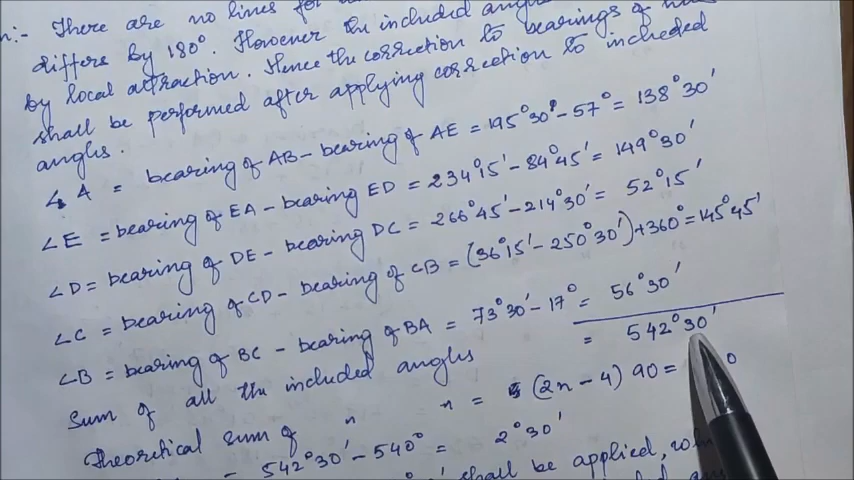 n:- There are no lines for
differs by 180°. However the included angles
by local attraction. Hence the correction to bearings of
shall be performed after applying correction to included
angles.
∠A = bearing of AB - bearing of AE = 195°30' - 57° = 138°30'
∠E = bearing of EA - bearing ED = 234°15' - 84°45' = 149°30'
∠D = bearing of DE - bearing DC = 266°45' - 214°30' = 52°15'
∠C = bearing of CD - bearing of CB = (36°15' - 250°30') + 360° = 145°45'
∠B = bearing of BC - bearing of BA = 73°30' - 17° = 56°30'
Sum of all the included angles = 542°30'
Theoretical sum of " " = (2n-4) 90 =
542°30' - 540° = 2°30'
shall be applied,